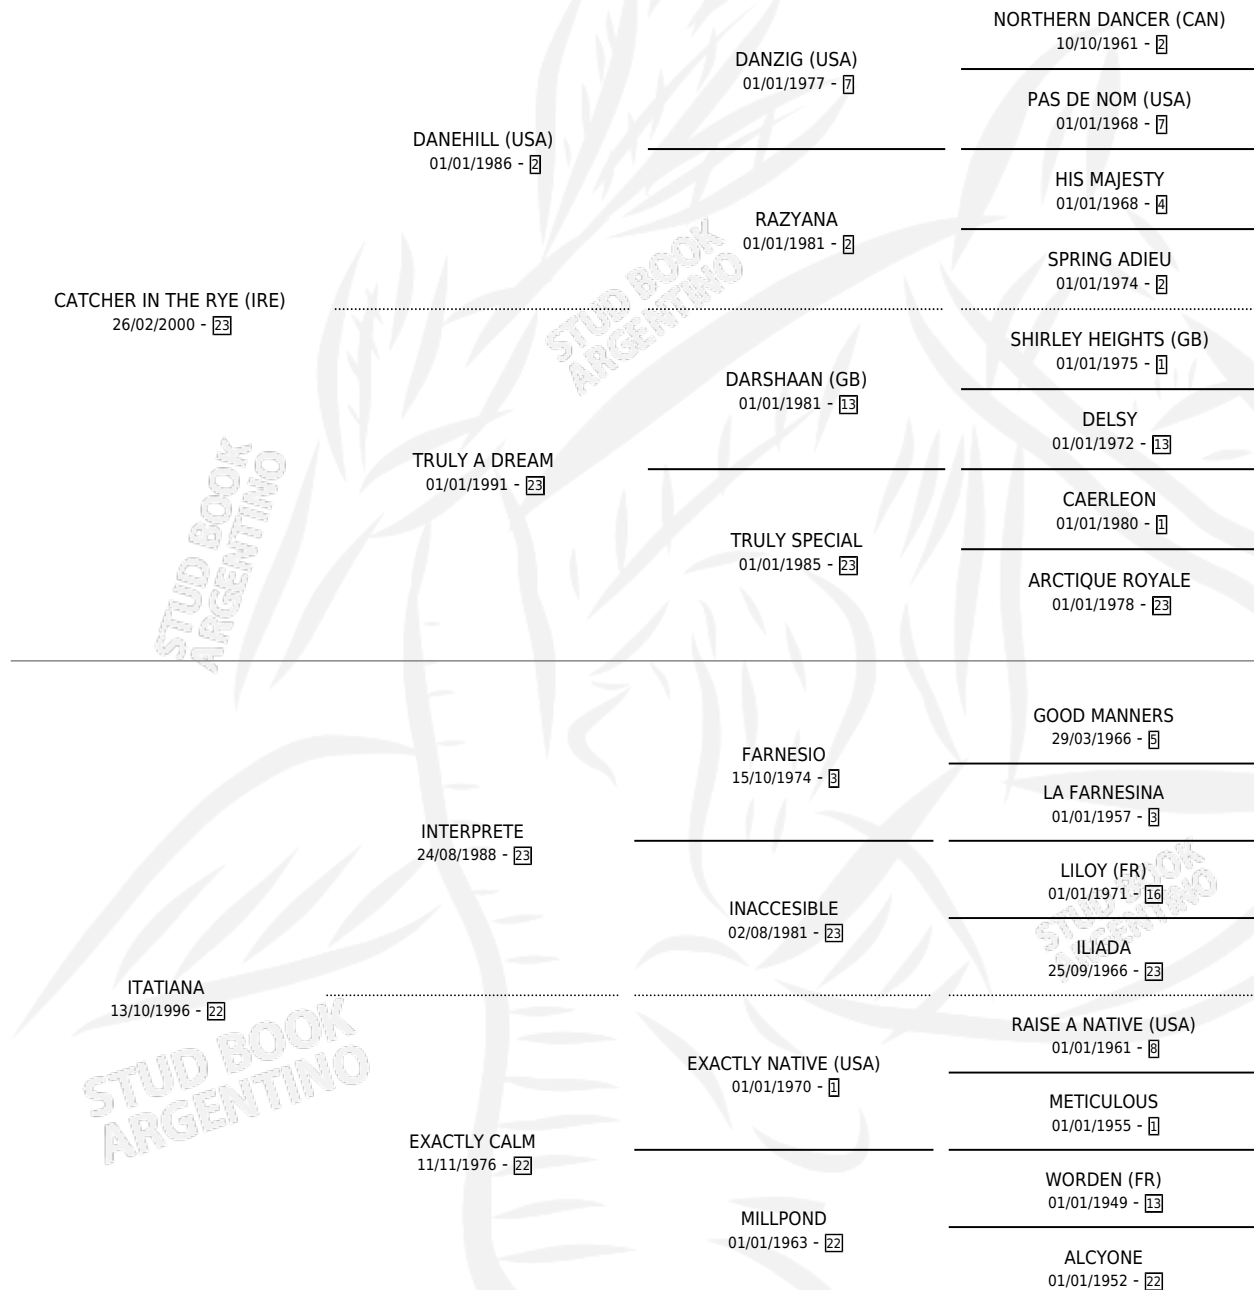 NORTHERN DANCER (CAN)
10/10/1961 - 2
DANZIG (USA)
01/01/1977 - 7
PAS DE NOM (USA)
01/01/1968 - 7
DANEHILL (USA)
01/01/1986 - 2
HIS MAJESTY
01/01/1968 - 4
RAZYANA
01/01/1981 - 2
SPRING ADIEU
01/01/1974 - 2
CATCHER IN THE RYE (IRE)
26/02/2000 - 23
SHIRLEY HEIGHTS (GB)
01/01/1975 - 1
DARSHAAN (GB)
01/01/1981 - 13
DELSY
01/01/1972 - 13
TRULY A DREAM
01/01/1991 - 23
CAERLEON
01/01/1980 - 1
TRULY SPECIAL
01/01/1985 - 23
ARCTIQUE ROYALE
01/01/1978 - 23
GOOD MANNERS
29/03/1966 - 5
FARNESIO
15/10/1974 - 3
LA FARNESINA
01/01/1957 - 3
INTERPRETE
24/08/1988 - 23
LILOY (FR)
01/01/1971 - 16
INACCESIBLE
02/08/1981 - 23
ILIADA
25/09/1966 - 23
ITATIANA
13/10/1996 - 22
RAISE A NATIVE (USA)
01/01/1961 - 8
EXACTLY NATIVE (USA)
01/01/1970 - 1
METICULOUS
01/01/1955 - 1
EXACTLY CALM
11/11/1976 - 22
WORDEN (FR)
01/01/1949 - 13
MILLPOND
01/01/1963 - 22
ALCYONE
01/01/1952 - 22
STUD BOOK
ARGENTINO
STUD BOOK
ARGENTINO
STUD BOOK
ARGENTINO
STUD BOOK
ARGENTINO